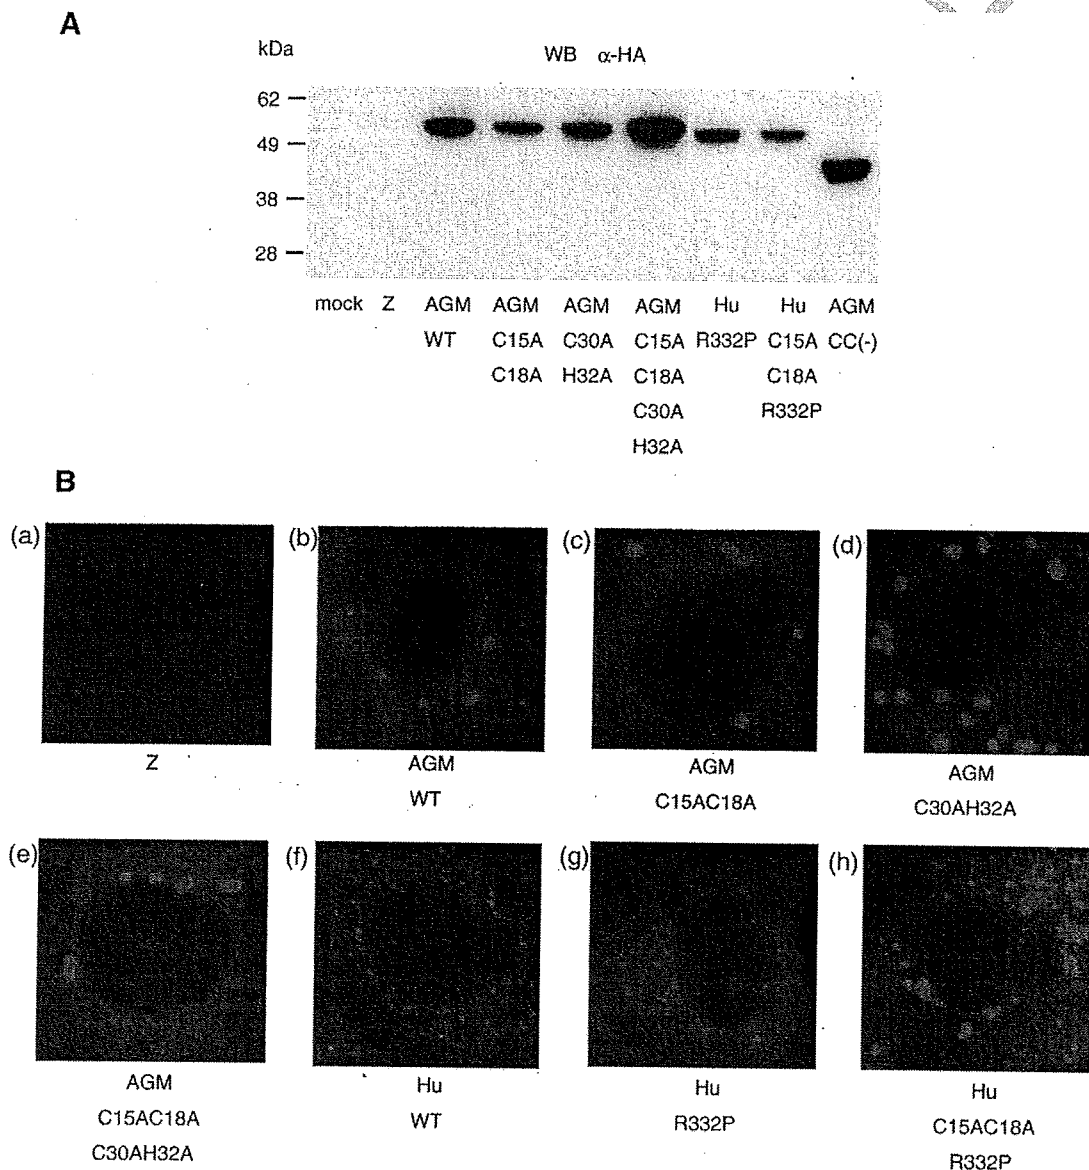 A
kDa
WB α-HA
62
49
38
28
mock Z AGM AGM AGM AGM Hu Hu AGM
WT C15A C30A C15A R332P C15A CC(-)
C18A H32A C18A C18A
C30A R332P
H32A
B
(a) (b) (c) (d)
Z AGM AGM AGM
WT C15AC18A C30AH32A
(e) (f) (g) (h)
AGM Hu Hu Hu
C15AC18A WT R332P C15AC18A
C30AH32A R332P